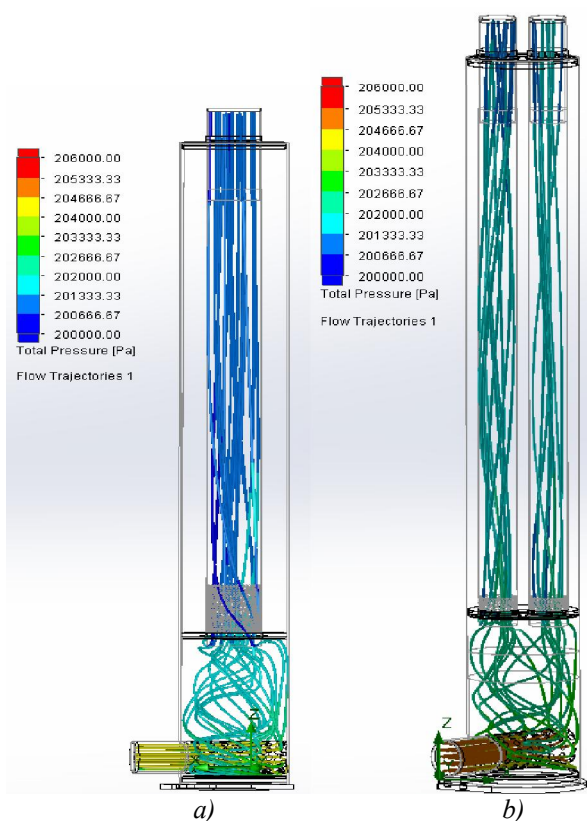 206000.00
205333.33
204666.67
204000.00
203333.33
202666.67
202000.00
201333.33
200666.67
200000.00
Total Pressure [Pa]
Flow Trajectories 1
Z
a)
206000.00
205333.33
204666.67
204000.00
203333.33
202666.67
202000.00
201333.33
200666.67
200000.00
Total Pressure [Pa]
Flow Trajectories 1
Z
b)